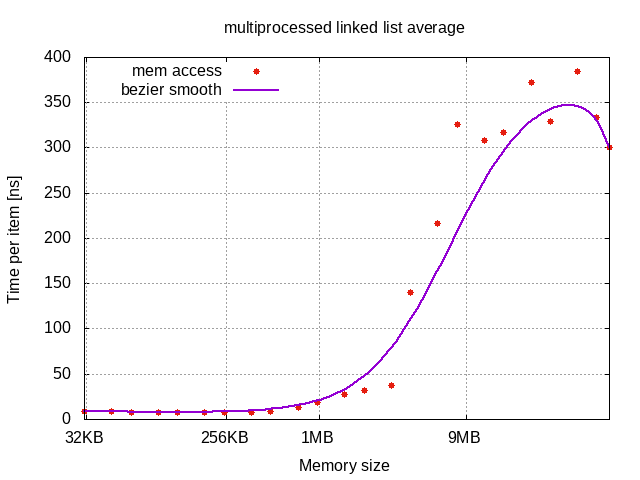 multiprocessed linked list average
400
350
300
250
200
150
100
50
0
Time per item [ns]
mem access
bezier smooth
32KB 256KB 1MB 9MB
Memory size